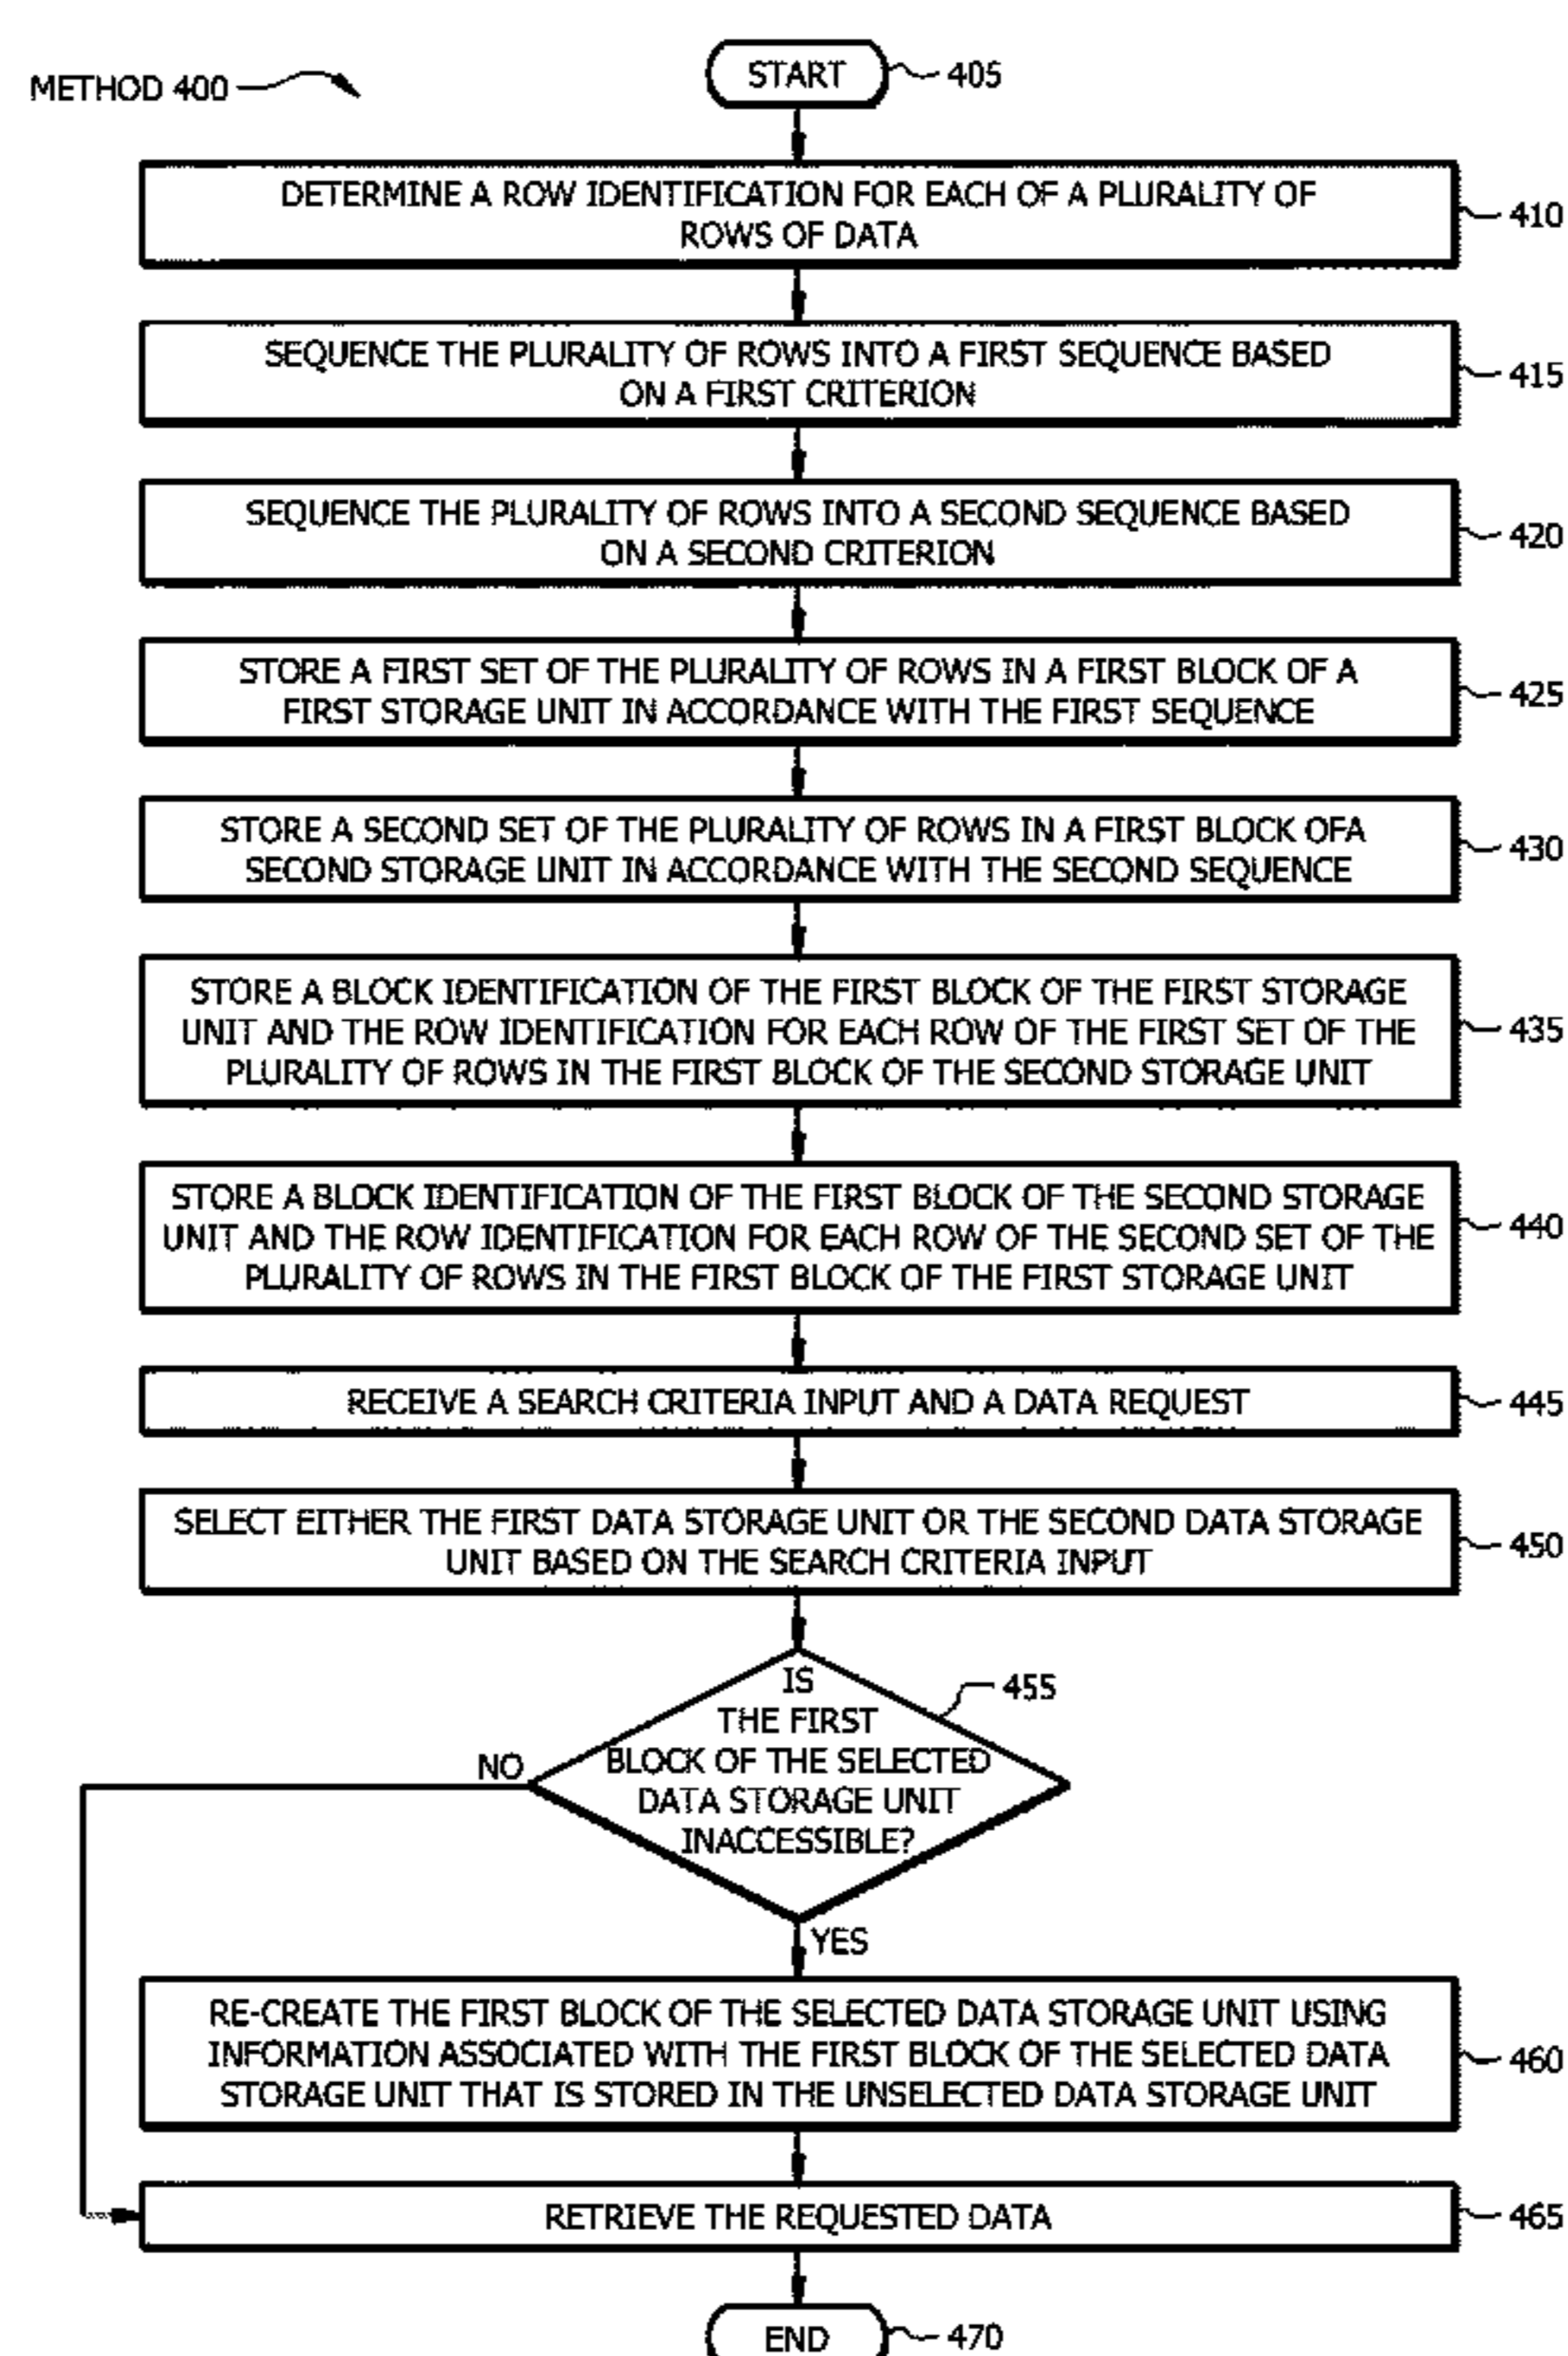 METHOD 400
START
405
DETERMINE A ROW IDENTIFICATION FOR EACH OF A PLURALITY OF
ROWS OF DATA
410
SEQUENCE THE PLURALITY OF ROWS INTO A FIRST SEQUENCE BASED
ON A FIRST CRITERION
415
SEQUENCE THE PLURALITY OF ROWS INTO A SECOND SEQUENCE BASED
ON A SECOND CRITERION
420
STORE A FIRST SET OF THE PLURALITY OF ROWS IN A FIRST BLOCK OF A
FIRST STORAGE UNIT IN ACCORDANCE WITH THE FIRST SEQUENCE
425
STORE A SECOND SET OF THE PLURALITY OF ROWS IN A FIRST BLOCK OFA
SECOND STORAGE UNIT IN ACCORDANCE WITH THE SECOND SEQUENCE
430
STORE A BLOCK IDENTIFICATION OF THE FIRST BLOCK OF THE FIRST STORAGE
UNIT AND THE ROW IDENTIFICATION FOR EACH ROW OF THE FIRST SET OF THE
PLURALITY OF ROWS IN THE FIRST BLOCK OF THE SECOND STORAGE UNIT
435
STORE A BLOCK IDENTIFICATION OF THE FIRST BLOCK OF THE SECOND STORAGE
UNIT AND THE ROW IDENTIFICATION FOR EACH ROW OF THE SECOND SET OF THE
PLURALITY OF ROWS IN THE FIRST BLOCK OF THE FIRST STORAGE UNIT
440
RECEIVE A SEARCH CRITERIA INPUT AND A DATA REQUEST
445
SELECT EITHER THE FIRST DATA STORAGE UNIT OR THE SECOND DATA STORAGE
UNIT BASED ON THE SEARCH CRITERIA INPUT
450
IS
THE FIRST
BLOCK OF THE SELECTED
DATA STORAGE UNIT
INACCESSIBLE?
455
NO
YES
RE-CREATE THE FIRST BLOCK OF THE SELECTED DATA STORAGE UNIT USING
INFORMATION ASSOCIATED WITH THE FIRST BLOCK OF THE SELECTED DATA
STORAGE UNIT THAT IS STORED IN THE UNSELECTED DATA STORAGE UNIT
460
RETRIEVE THE REQUESTED DATA
465
END
470